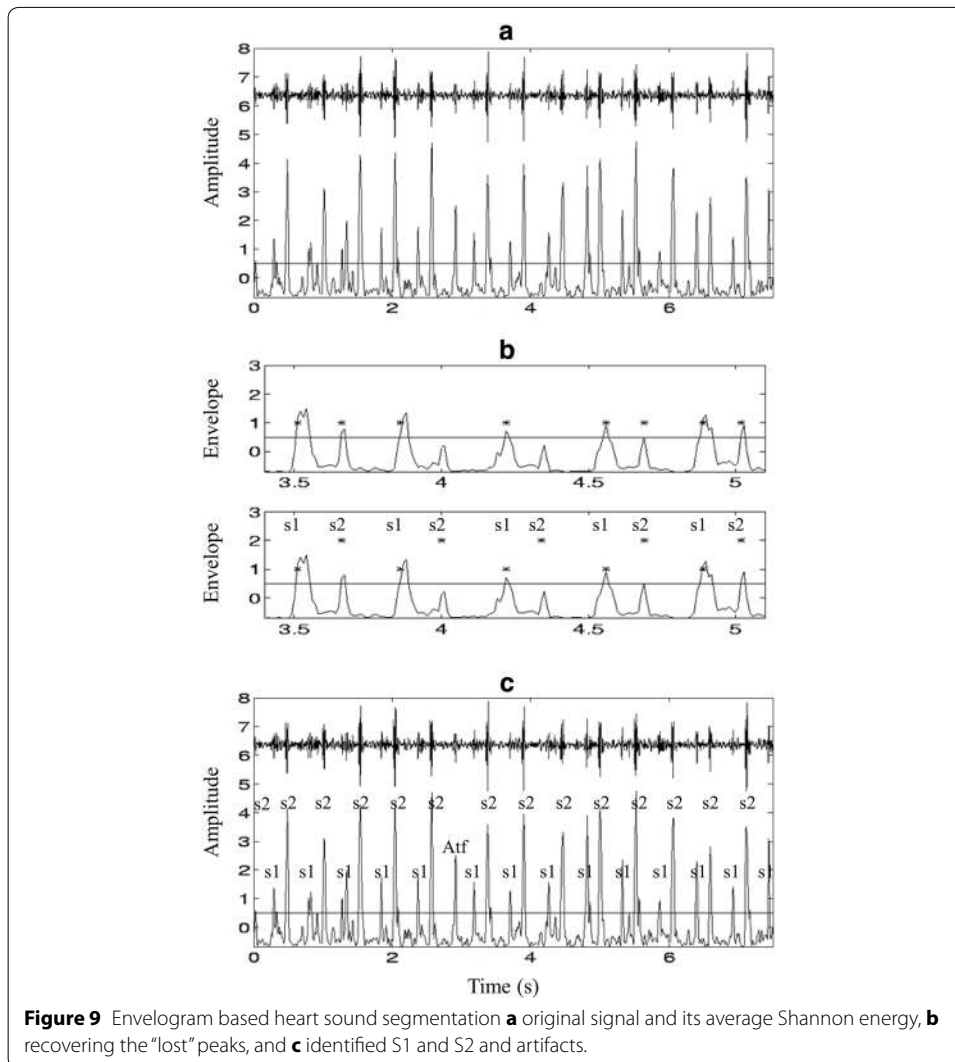 a
8
7
6
5
4
3
2
1
0
Amplitude
0 2 4 6
b
3
2
1
0
Envelope
3.5 4 4.5 5
3
2
1
0
Envelope
s1 s2 s1 s2 s1 s2 s1 s2 s1 s2
3.5 4 4.5 5
c
8
7
6
5
4
3
2
1
0
Amplitude
s2 s2 s2 s2 s2 s2 s2 s2 s2 s2 s2 s2 s2 s2
Atf
s1 s1 s1 s1 s1 s1 s1 s1 s1 s1 s1 s1 s1 s1
0 2 4 6
Time (s)
Figure 9 Envelogram based heart sound segmentation a original signal and its average Shannon energy, b
recovering the “lost” peaks, and c identified S1 and S2 and artifacts.